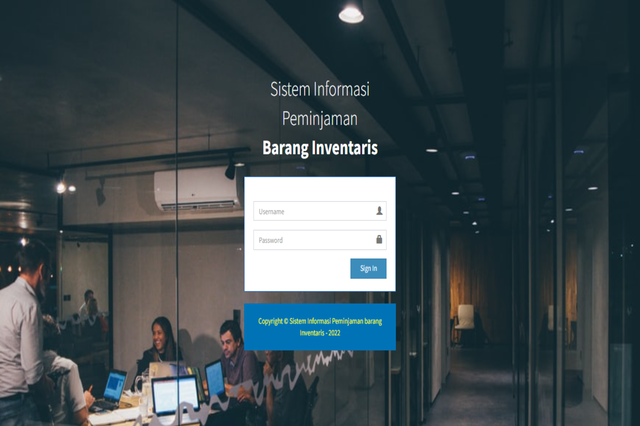 Sistem Informasi
Peminjaman
Barang Inventaris
Username
Password
Sign In
Copyright © Sistem Informasi Peminjaman barang
Inventaris - 2022